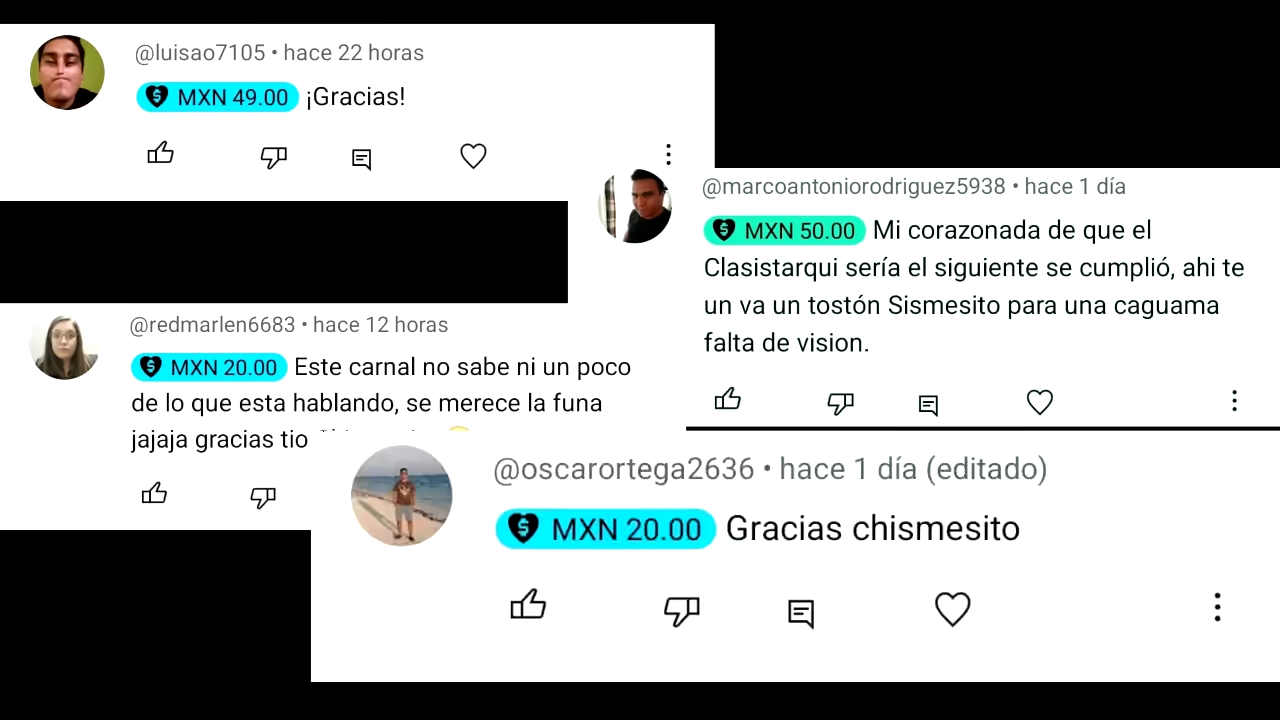 @luisao7105 • hace 22 horas
MXN 49.00 ¡Gracias!
@marcoantoniorodriguez5938 • hace 1 día
MXN 50.00 Mi corazonada de que el
Clasistarqui sería el siguiente se cumplió, ahi te
un va un tostón Sismesito para una caguama
falta de vision.
@redmarlen6683 • hace 12 horas
MXN 20.00 Este carnal no sabe ni un poco
de lo que esta hablando, se merece la funa
jajaja gracias tio
@oscarortega2636 • hace 1 día (editado)
MXN 20.00 Gracias chismesito